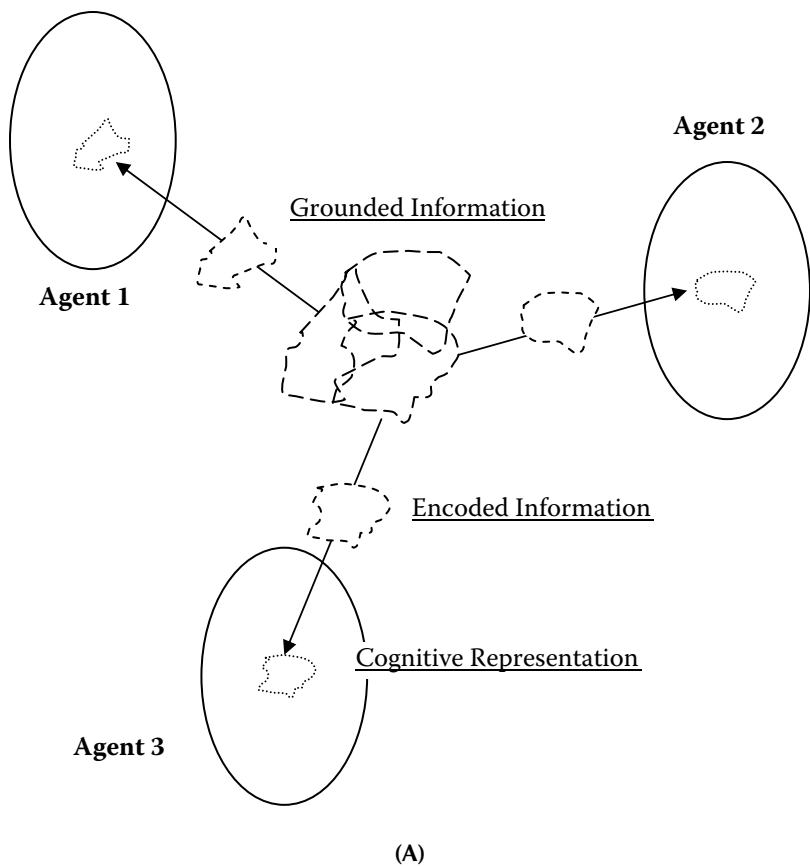 Agent 2
Grounded Information
Agent 1
Encoded Information
Cognitive Representation
Agent 3
(A)